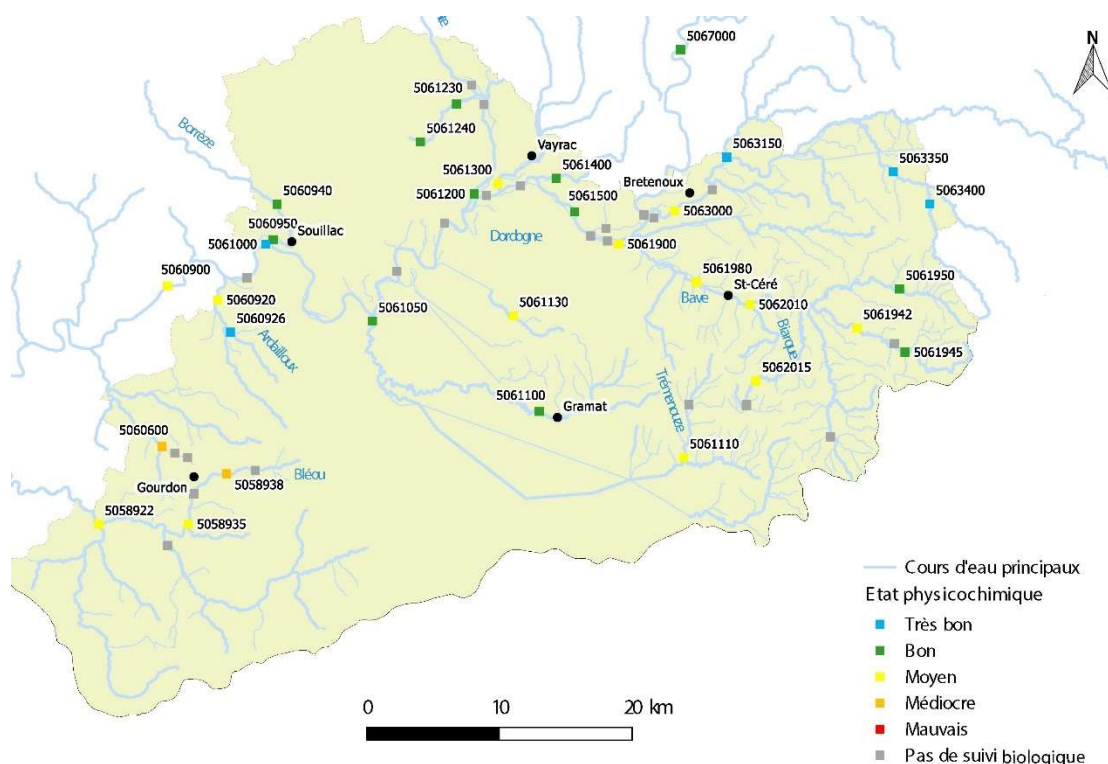 5067000
N
5061230
5061240
Borrèze
Vayrac
5063150
5061300
5061400
5063350
5060940
5061200
Bretenoux
5061500
5063400
5060950
Souillac
5061000
5063000
Dordogne
5061900
5060900
5061980
St-Céré
5061950
5060920
Bave
5062010
5060926
5061050
5061130
5061942
Ardailloux
Biarque
5061945
5062015
Trémenouze
5061100
Gramat
5060600
5061110
Bléou
Gourdon
5058938
5058922
5058935
Cours d'eau principaux
Etat physicochimique
Très bon
Bon
Moyen
Médiocre
Mauvais
Pas de suivi biologique
0 10 20 km